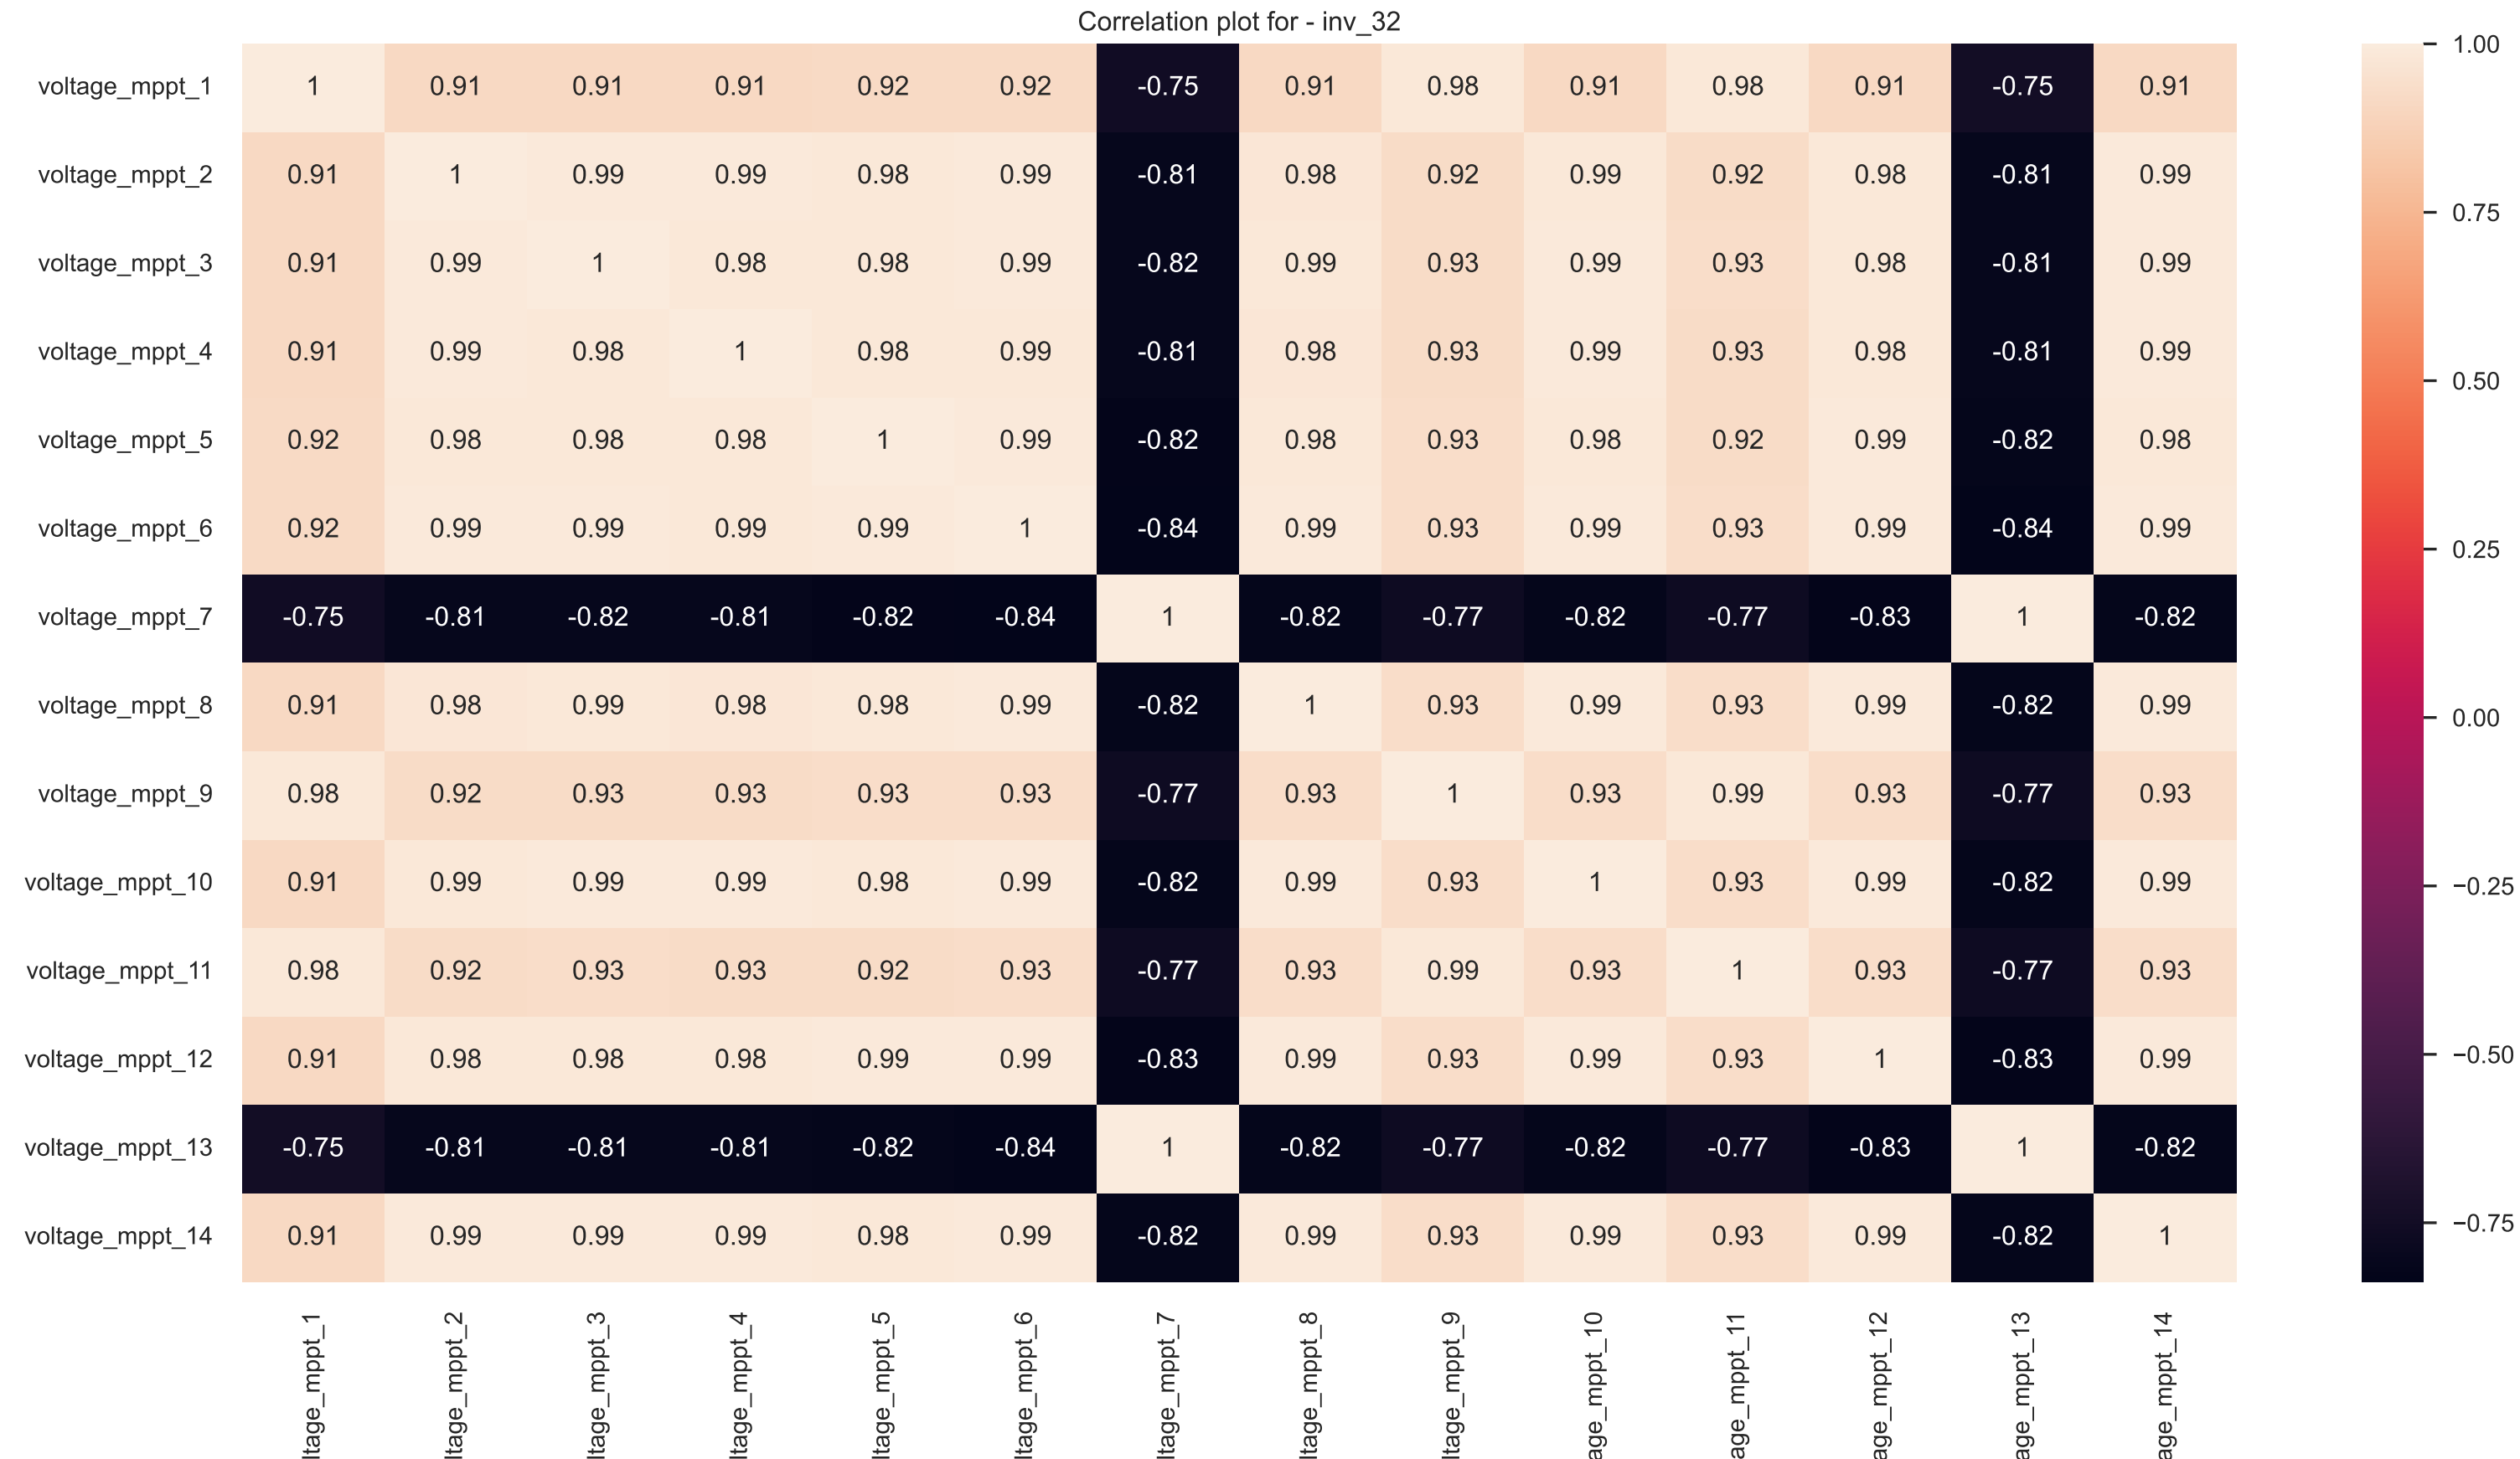 Correlation plot for - inv_32
voltage_mppt_1 1 0.91 0.91 0.91 0.92 0.92 -0.75 0.91 0.98 0.91 0.98 0.91 -0.75 0.91
voltage_mppt_2 0.91 1 0.99 0.99 0.98 0.99 -0.81 0.98 0.92 0.99 0.92 0.98 -0.81 0.99
voltage_mppt_3 0.91 0.99 1 0.98 0.98 0.99 -0.82 0.99 0.93 0.99 0.93 0.98 -0.81 0.99
voltage_mppt_4 0.91 0.99 0.98 1 0.98 0.99 -0.81 0.98 0.93 0.99 0.93 0.98 -0.81 0.99
voltage_mppt_5 0.92 0.98 0.98 0.98 1 0.99 -0.82 0.98 0.93 0.98 0.92 0.99 -0.82 0.98
voltage_mppt_6 0.92 0.99 0.99 0.99 0.99 1 -0.84 0.99 0.93 0.99 0.93 0.99 -0.84 0.99
voltage_mppt_7 -0.75 -0.81 -0.82 -0.81 -0.82 -0.84 1 -0.82 -0.77 -0.82 -0.77 -0.83 1 -0.82
voltage_mppt_8 0.91 0.98 0.99 0.98 0.98 0.99 -0.82 1 0.93 0.99 0.93 0.99 -0.82 0.99
voltage_mppt_9 0.98 0.92 0.93 0.93 0.93 0.93 -0.77 0.93 1 0.93 0.99 0.93 -0.77 0.93
voltage_mppt_10 0.91 0.99 0.99 0.99 0.98 0.99 -0.82 0.99 0.93 1 0.93 0.99 -0.82 0.99
voltage_mppt_11 0.98 0.92 0.93 0.93 0.92 0.93 -0.77 0.93 0.99 0.93 1 0.93 -0.77 0.93
voltage_mppt_12 0.91 0.98 0.98 0.98 0.99 0.99 -0.83 0.99 0.93 0.99 0.93 1 -0.83 0.99
voltage_mppt_13 -0.75 -0.81 -0.81 -0.81 -0.82 -0.84 1 -0.82 -0.77 -0.82 -0.77 -0.83 1 -0.82
voltage_mppt_14 0.91 0.99 0.99 0.99 0.98 0.99 -0.82 0.99 0.93 0.99 0.93 0.99 -0.82 1
ltage_mppt_1
ltage_mppt_2
ltage_mppt_3
ltage_mppt_4
ltage_mppt_5
ltage_mppt_6
ltage_mppt_7
ltage_mppt_8
ltage_mppt_9
age_mppt_10
age_mppt_11
age_mppt_12
age_mppt_13
age_mppt_14
1.00
0.75
0.50
0.25
0.00
−0.25
−0.50
−0.75